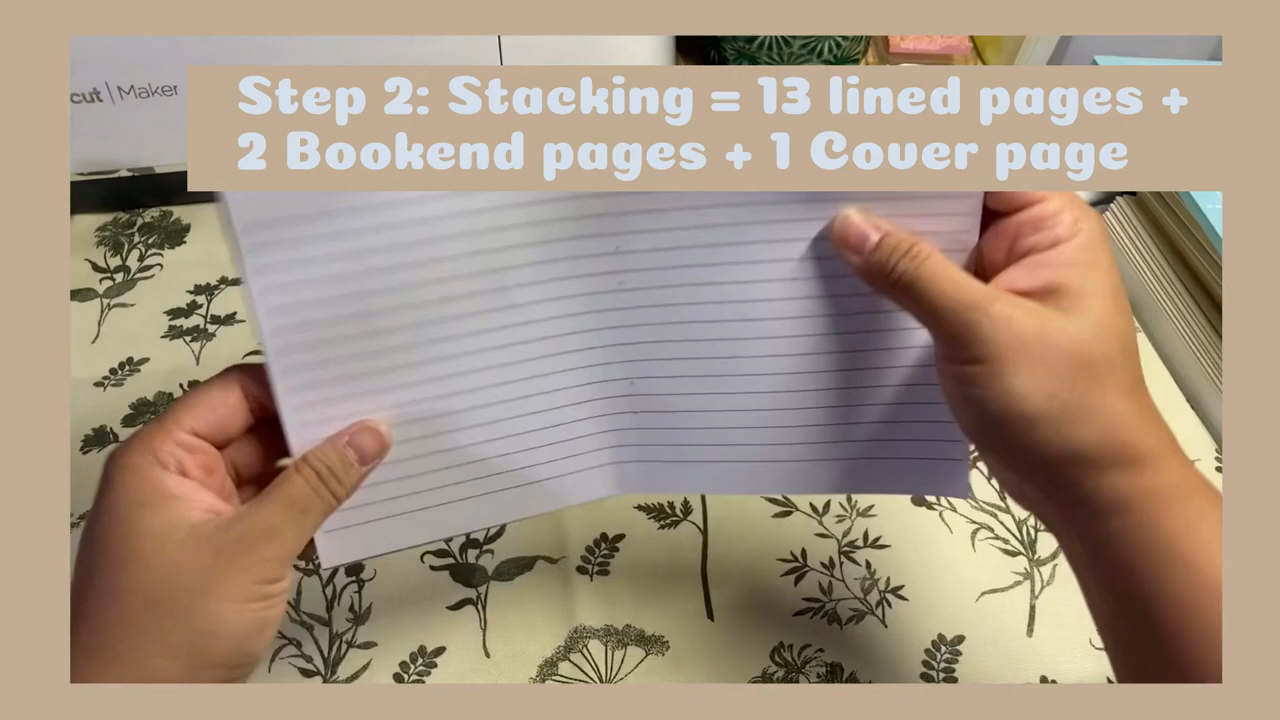 cut | Maker
Step 2: Stacking = 13 lined pages +
2 Bookend pages + 1 Cover page